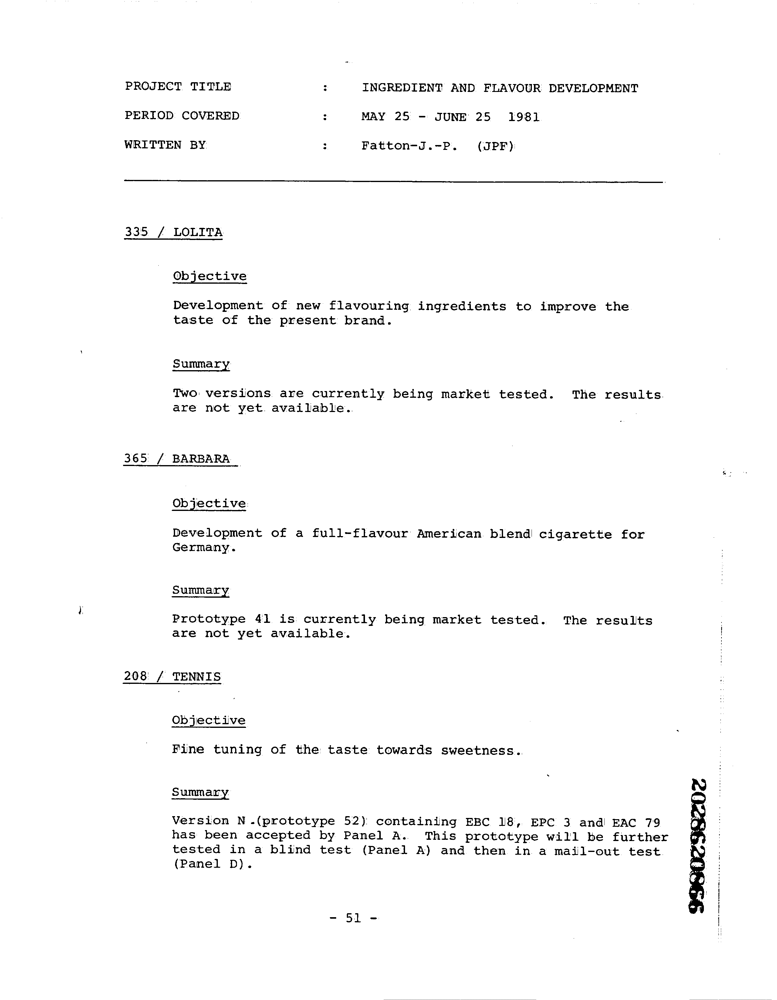 PROJECT TITLE : INGREDIENT AND FLAVOUR DEVELOPMENT
PERIOD COVERED : MAY 25 - JUNE 25 1981
WRITTEN BY : Fatton-J.-P. (JPF)
335 / LOLITA
Objective
Development of new flavouring ingredients to improve the
taste of the present brand.
Summary
Two versions are currently being market tested. The results
are not yet available.
365 / BARBARA
Objective
Development of a full-flavour American blend cigarette for
Germany.
Summary
Prototype 41 is currently being market tested. The results
are not yet available.
208 / TENNIS
Objective
Fine tuning of the taste towards sweetness.
Summary
Version N .(prototype 52) containing EBC 18, EPC 3 and EAC 79
has been accepted by Panel A. This prototype will be further
tested in a blind test (Panel A) and then in a mail-out test
(Panel D).
- 51 -
2028620866